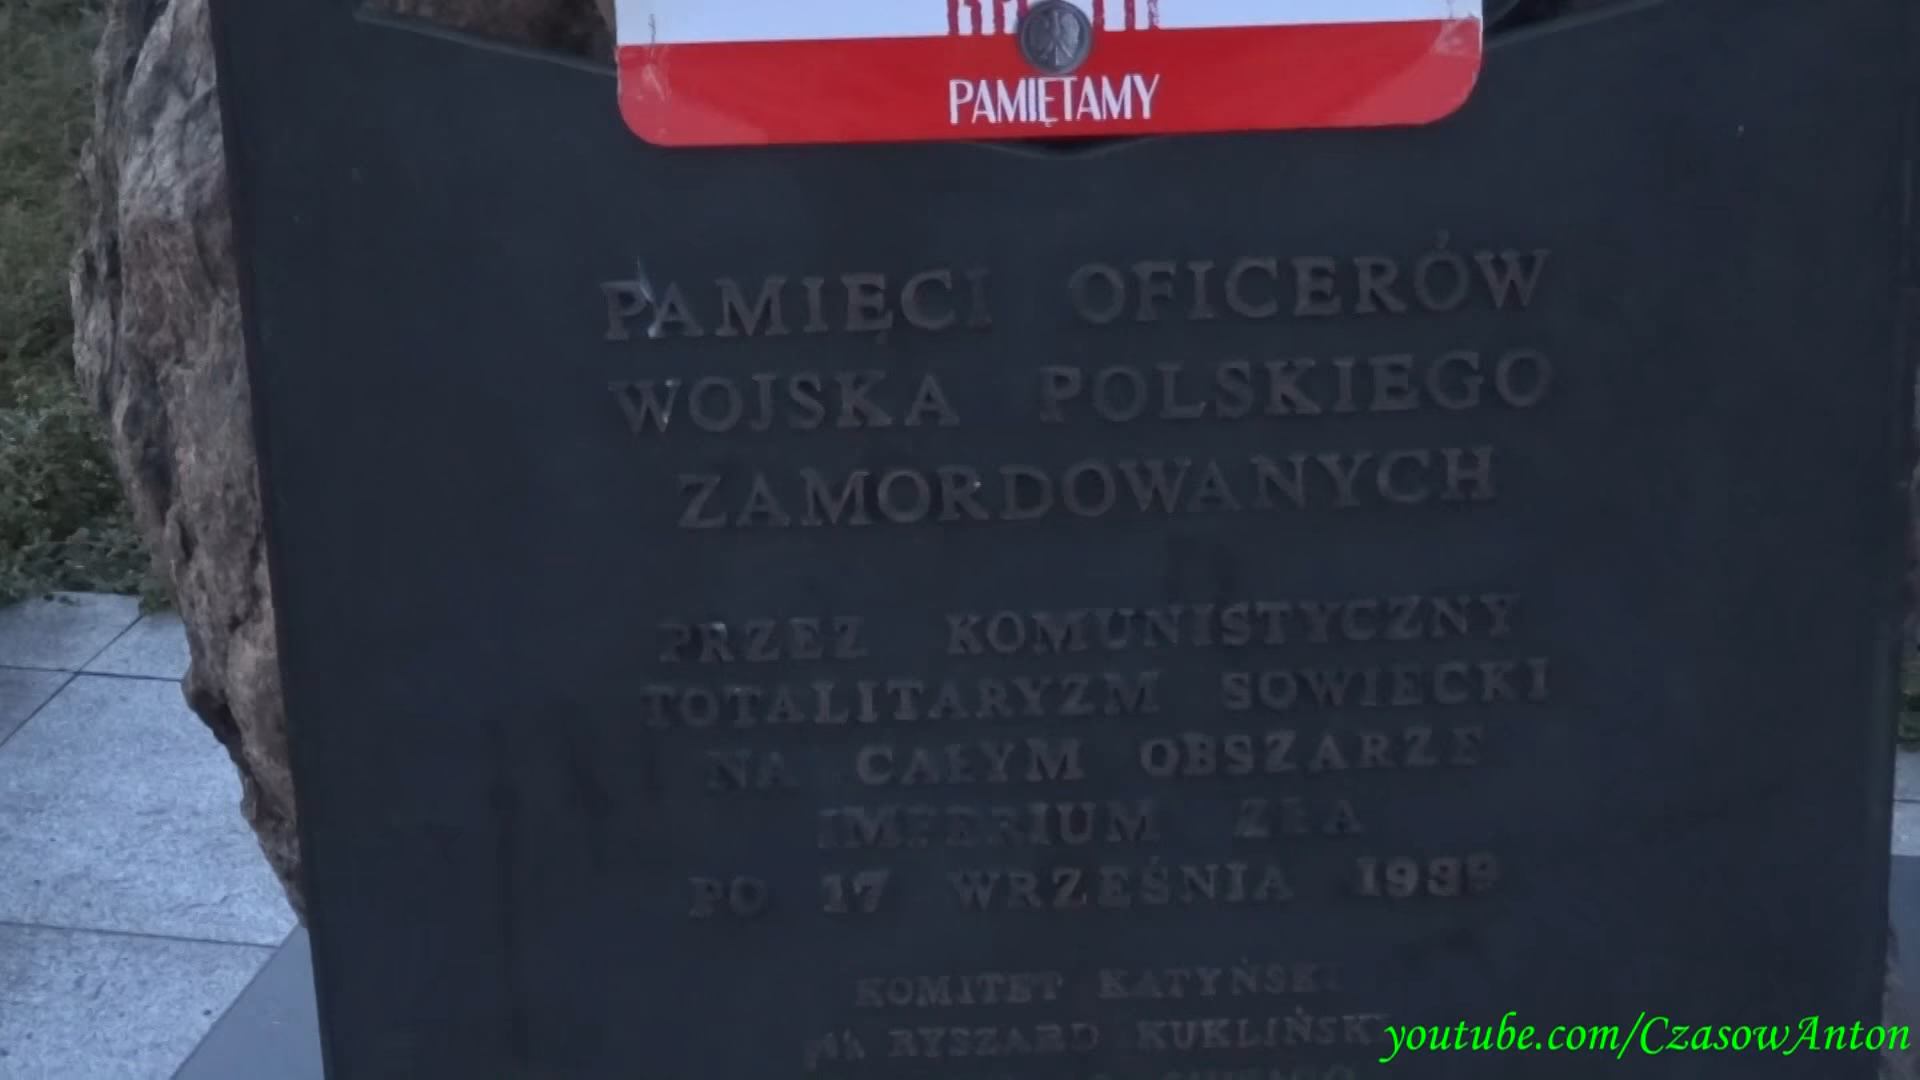 PAMIĘTAMY
PAMIĘCI OFICERÓW
WOJSKA POLSKIEGO
ZAMORDOWANYCH
PRZEZ KOMUNISTYCZNY
TOTALITARYZM SOWIECKI
NA CAŁYM OBSZARZE
IMPERIUM ZŁA
PO 17 WRZEŚNIA 1939
KOMITET KATYŃSKI
RYSZARD KUKLIŃSKI
youtube.com/CzasowAnton